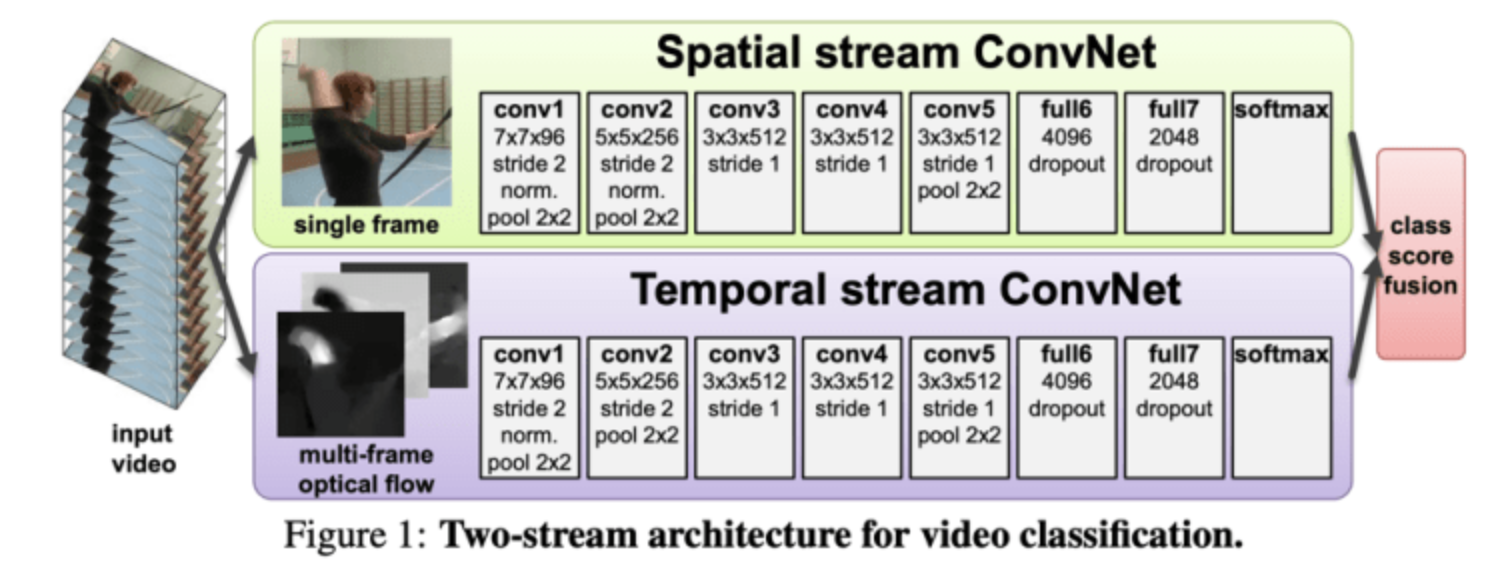 input
video
Spatial stream ConvNet
single frame
conv1
7x7x96
stride 2
norm.
pool 2x2
conv2
5x5x256
stride 2
norm.
pool 2x2
conv3
3x3x512
stride 1
conv4
3x3x512
stride 1
conv5
3x3x512
stride 1
pool 2x2
full6
4096
dropout
full7
2048
dropout
softmax
Temporal stream ConvNet
multi-frame
optical flow
conv1
7x7x96
stride 2
norm.
pool 2x2
conv2
5x5x256
stride 2
pool 2x2
conv3
3x3x512
stride 1
conv4
3x3x512
stride 1
conv5
3x3x512
stride 1
pool 2x2
full6
4096
dropout
full7
2048
dropout
softmax
class
score
fusion
Figure 1: Two-stream architecture for video classification.